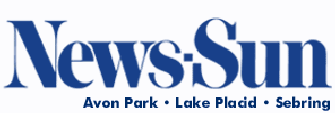 News-Sun
Avon Park • Lake Placid • Sebring